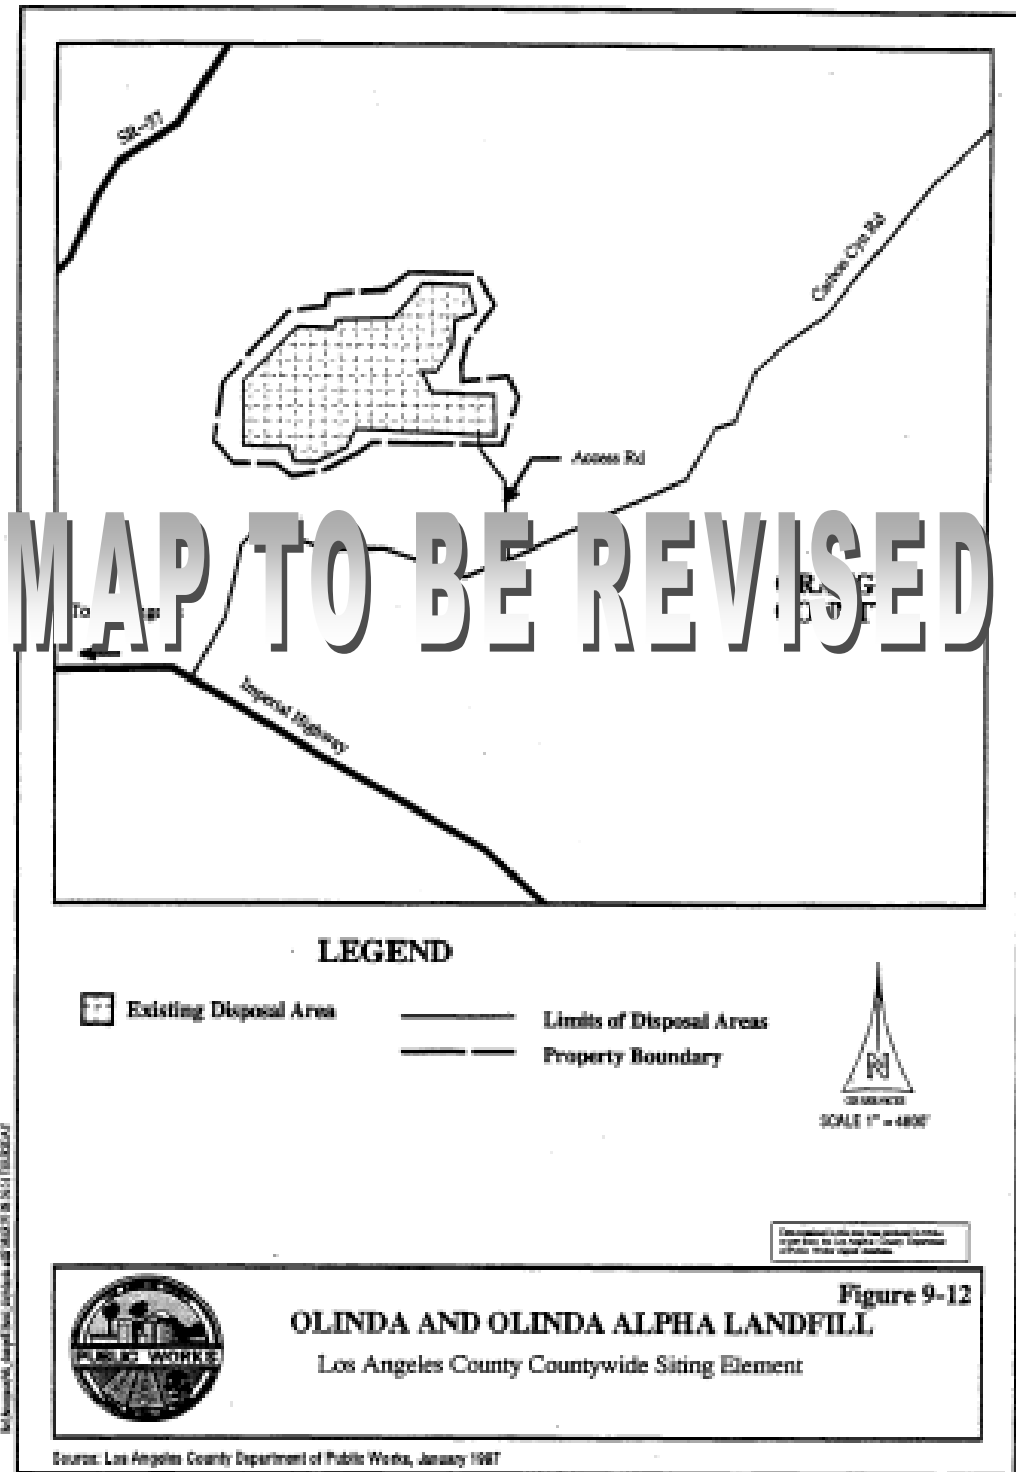 SR-57
Carbon Cyn Rd
Access Rd
MAP TO BE REVISED
To
Imperial Highway
LEGEND
Existing Disposal Area
Limits of Disposal Areas
Property Boundary
N
SCALE 1" =
PUBLIC WORKS
Figure 9-12
OLINDA AND OLINDA ALPHA LANDFILL
Los Angeles County Countywide Siting Element
Source: Los Angeles County Department of Public Works, January 1997